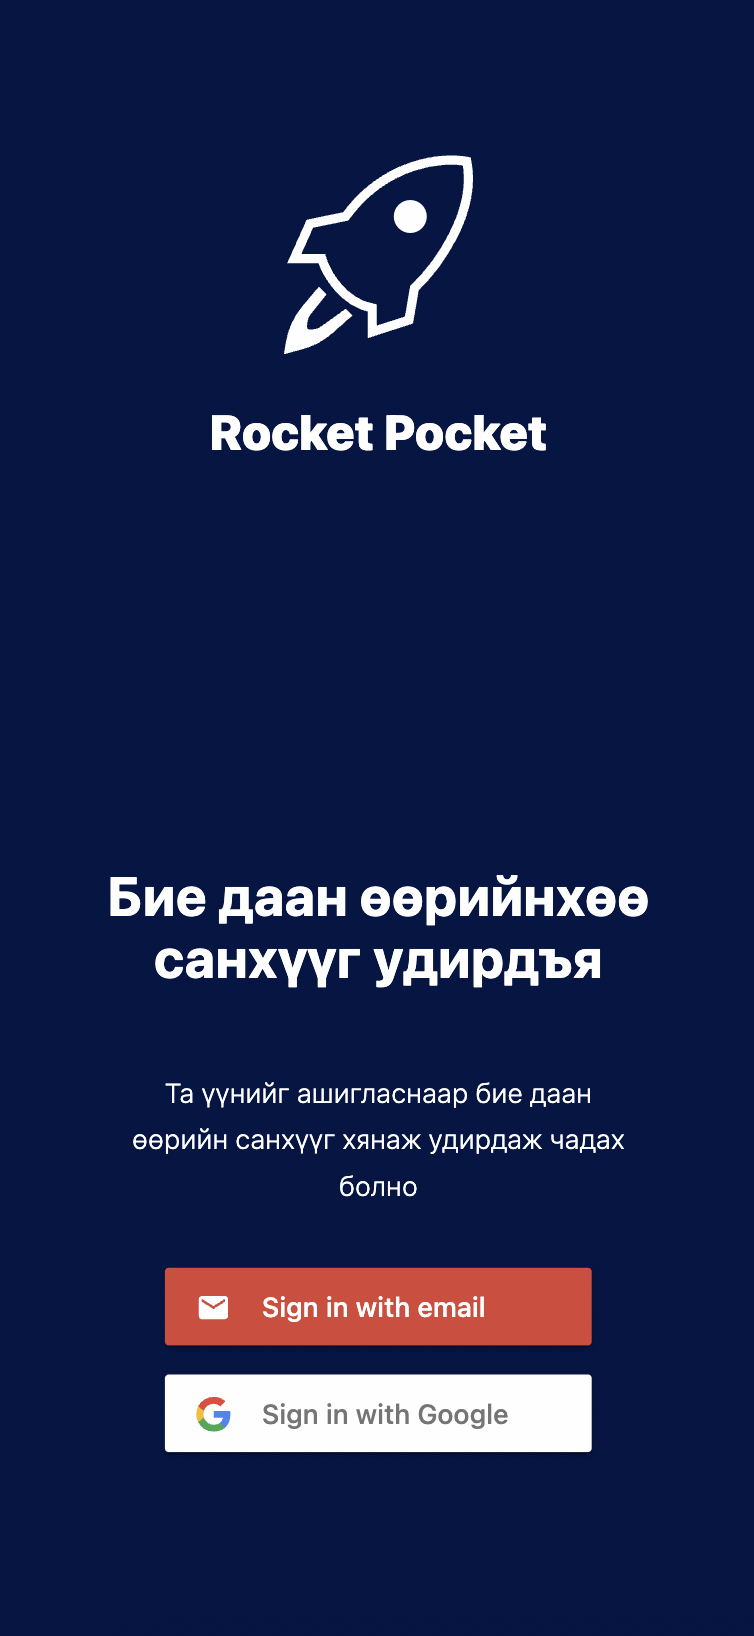 Rocket Pocket
Бие даан өөрийнхөө
санхүүг удирдъя
Та үүнийг ашигласнаар бие даан
өөрийн санхүүг хянаж удирдаж чадах
болно
Sign in with email
Sign in with Google